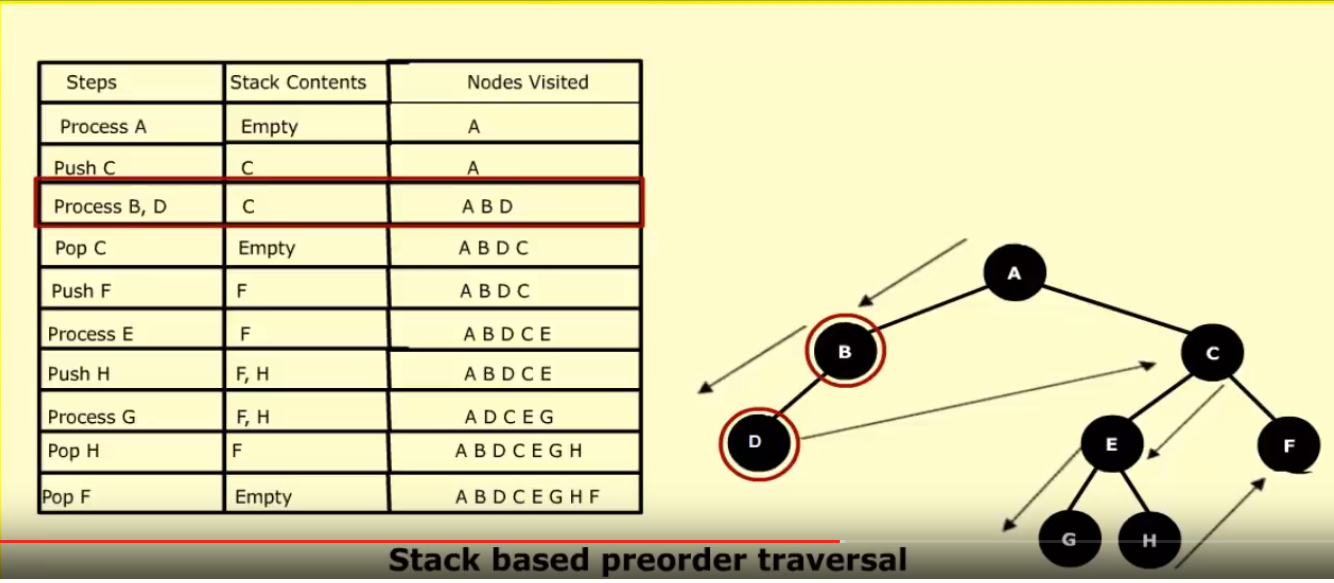 Steps Stack Contents Nodes Visited
Process A Empty A
Push C C A
Process B, D C A B D
Pop C Empty A B D C
Push F F A B D C
Process E F A B D C E
Push H F, H A B D C E
Process G F, H A D C E G
Pop H F A B D C E G H
Pop F Empty A B D C E G H F
A
B C
D E F
G H
Stack based preorder traversal